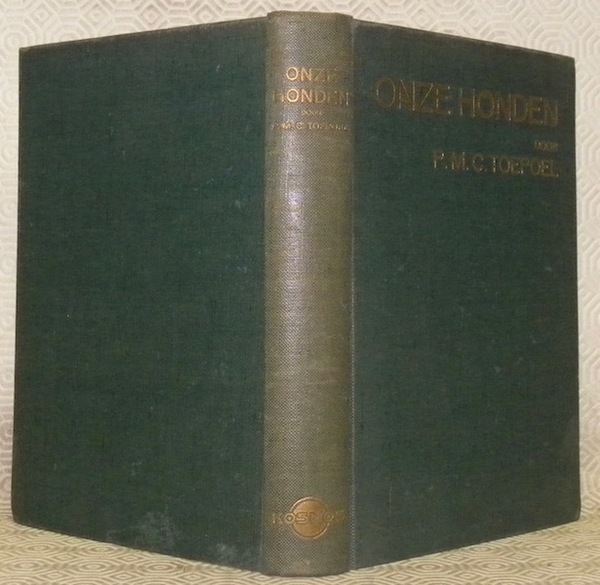 ONZE
HONDEN
DOOR
P.M.C. TOEPOEL
KOSMOS
ONZE HONDEN
DOOR
P.M.C. TOEPOEL